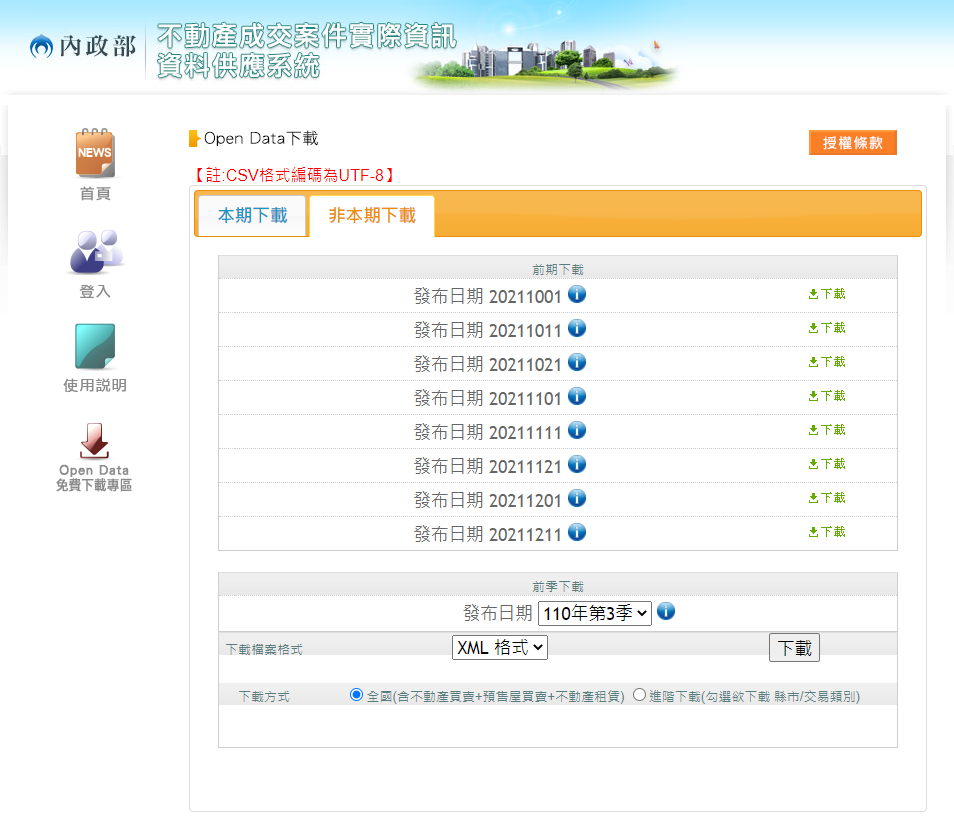 內政部
不動產成交案件實際資訊
資料供應系統
NEWS
首頁
登入
使用說明
Open Data
免費下載專區
Open Data下載
授權條款
【註:CSV格式編碼為UTF-8】
本期下載
非本期下載
前期下載
發布日期 20211001 下載
發布日期 20211011 下載
發布日期 20211021 下載
發布日期 20211101 下載
發布日期 20211111 下載
發布日期 20211121 下載
發布日期 20211201 下載
發布日期 20211211 下載
前季下載
發布日期 110年第3季
下載檔案格式 XML 格式 下載
下載方式 全國(含不動產買賣+預售屋買賣+不動產租賃) 進階下載(勾選欲下載 縣市/交易類別)